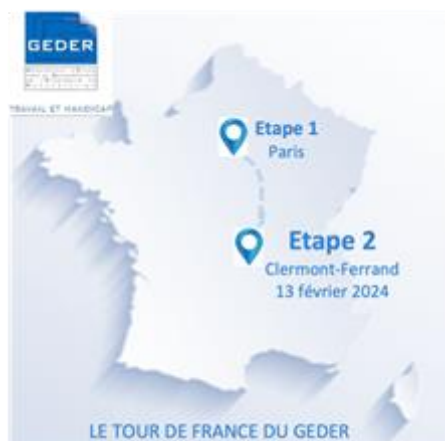 GEDER
TRAVAIL ET HANDICAP
Etape 1
Paris
Etape 2
Clermont-Ferrand
13 février 2024
LE TOUR DE FRANCE DU GEDER